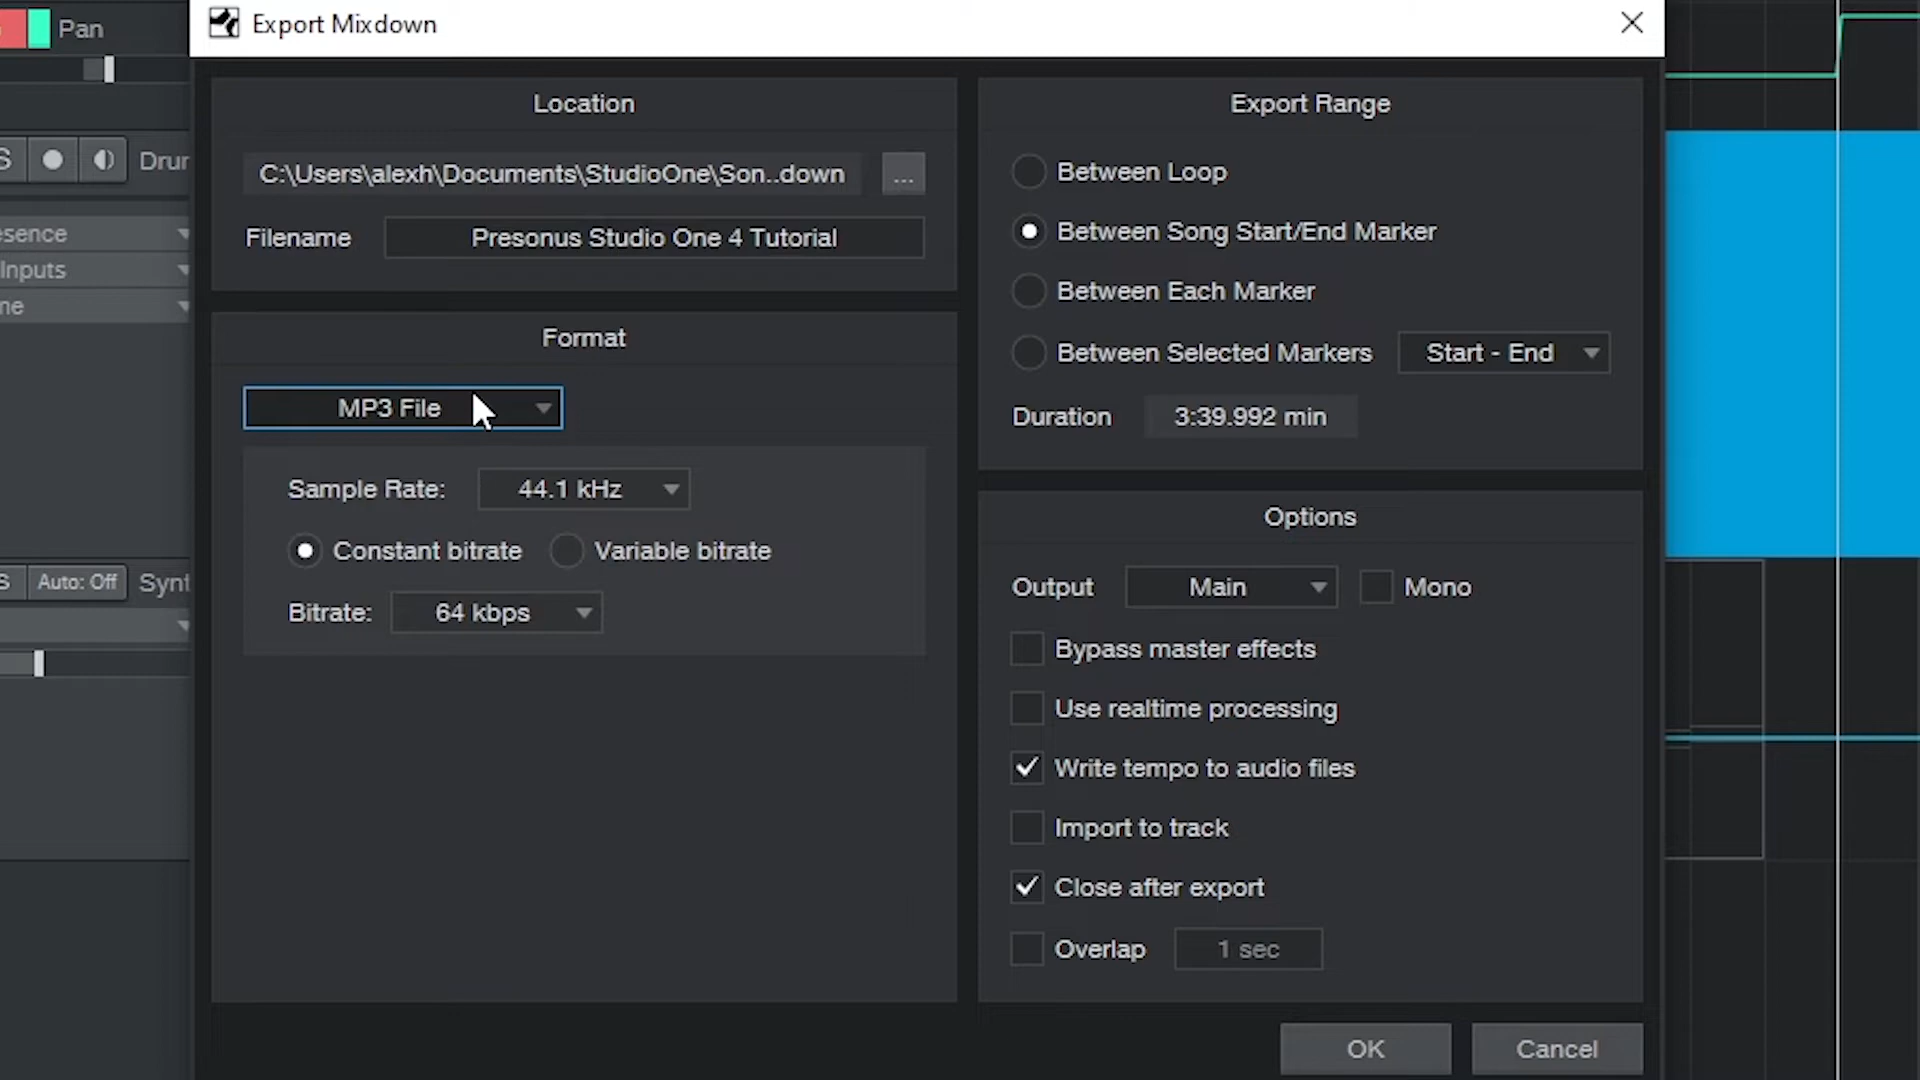 Pan
Export Mixdown
Location
C:\Users\alexh\Documents\StudioOne\Son..down
...
Filename
Presonus Studio One 4 Tutorial
Format
MP3 File
Sample Rate:
44.1 kHz
Constant bitrate
Variable bitrate
Bitrate:
64 kbps
Export Range
Between Loop
Between Song Start/End Marker
Between Each Marker
Between Selected Markers
Start - End
Duration
3:39.992 min
Options
Output
Main
Mono
Bypass master effects
Use realtime processing
Write tempo to audio files
Import to track
Close after export
Overlap
1 sec
OK
Cancel
S
Drur
esence
Inputs
ne
S
Auto: Off
Synt